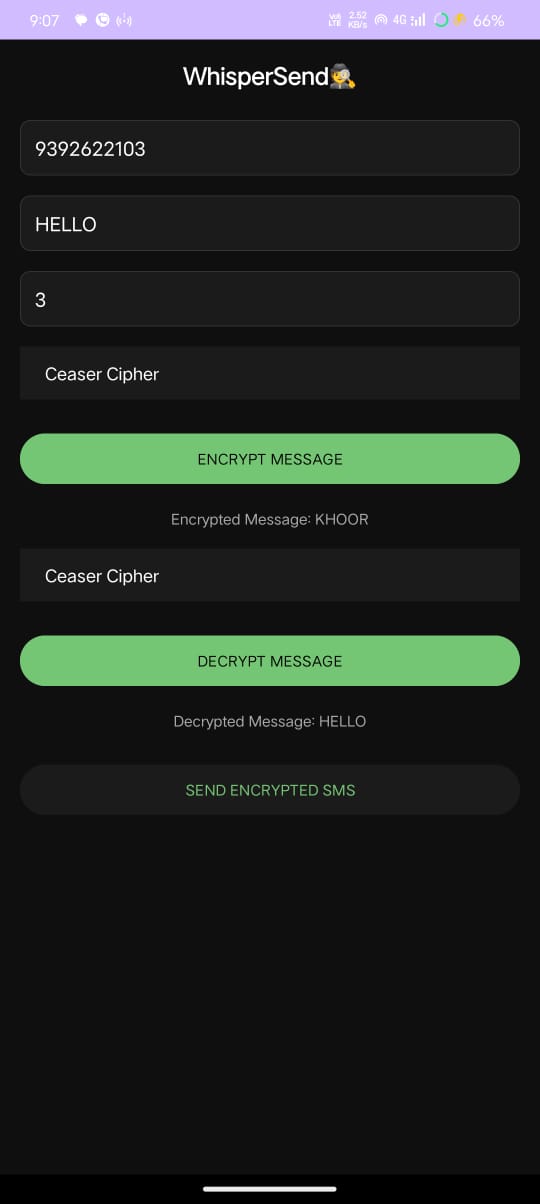 9:07 Vo) LTE 2.52 KB/s 4G 66%
WhisperSend🕵️
9392622103
HELLO
3
Ceaser Cipher
ENCRYPT MESSAGE
Encrypted Message: KHOOR
Ceaser Cipher
DECRYPT MESSAGE
Decrypted Message: HELLO
SEND ENCRYPTED SMS